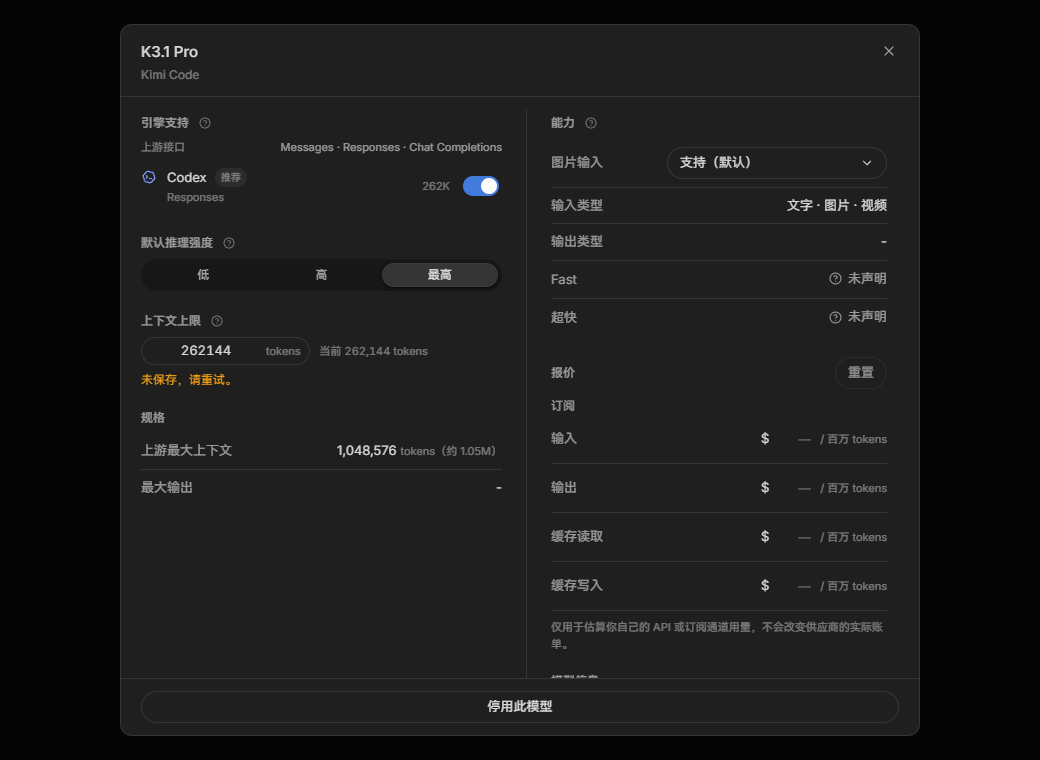 K3.1 Pro
Kimi Code
引擎支持
上游接口 Messages · Responses · Chat Completions
Codex 推荐
Responses
262K
默认推理强度
低 高 最高
上下文上限
262144 tokens 当前 262,144 tokens
未保存，请重试。
规格
上游最大上下文 1,048,576 tokens（约 1.05M）
最大输出 -
能力
图片输入 支持（默认）
输入类型 文字 · 图片 · 视频
输出类型 -
Fast 未声明
超快 未声明
报价 重置
订阅
输入 $ — / 百万 tokens
输出 $ — / 百万 tokens
缓存读取 $ — / 百万 tokens
缓存写入 $ — / 百万 tokens
仅用于估算你自己的 API 或订阅通道用量，不会改变供应商的实际账
单。
停用此模型